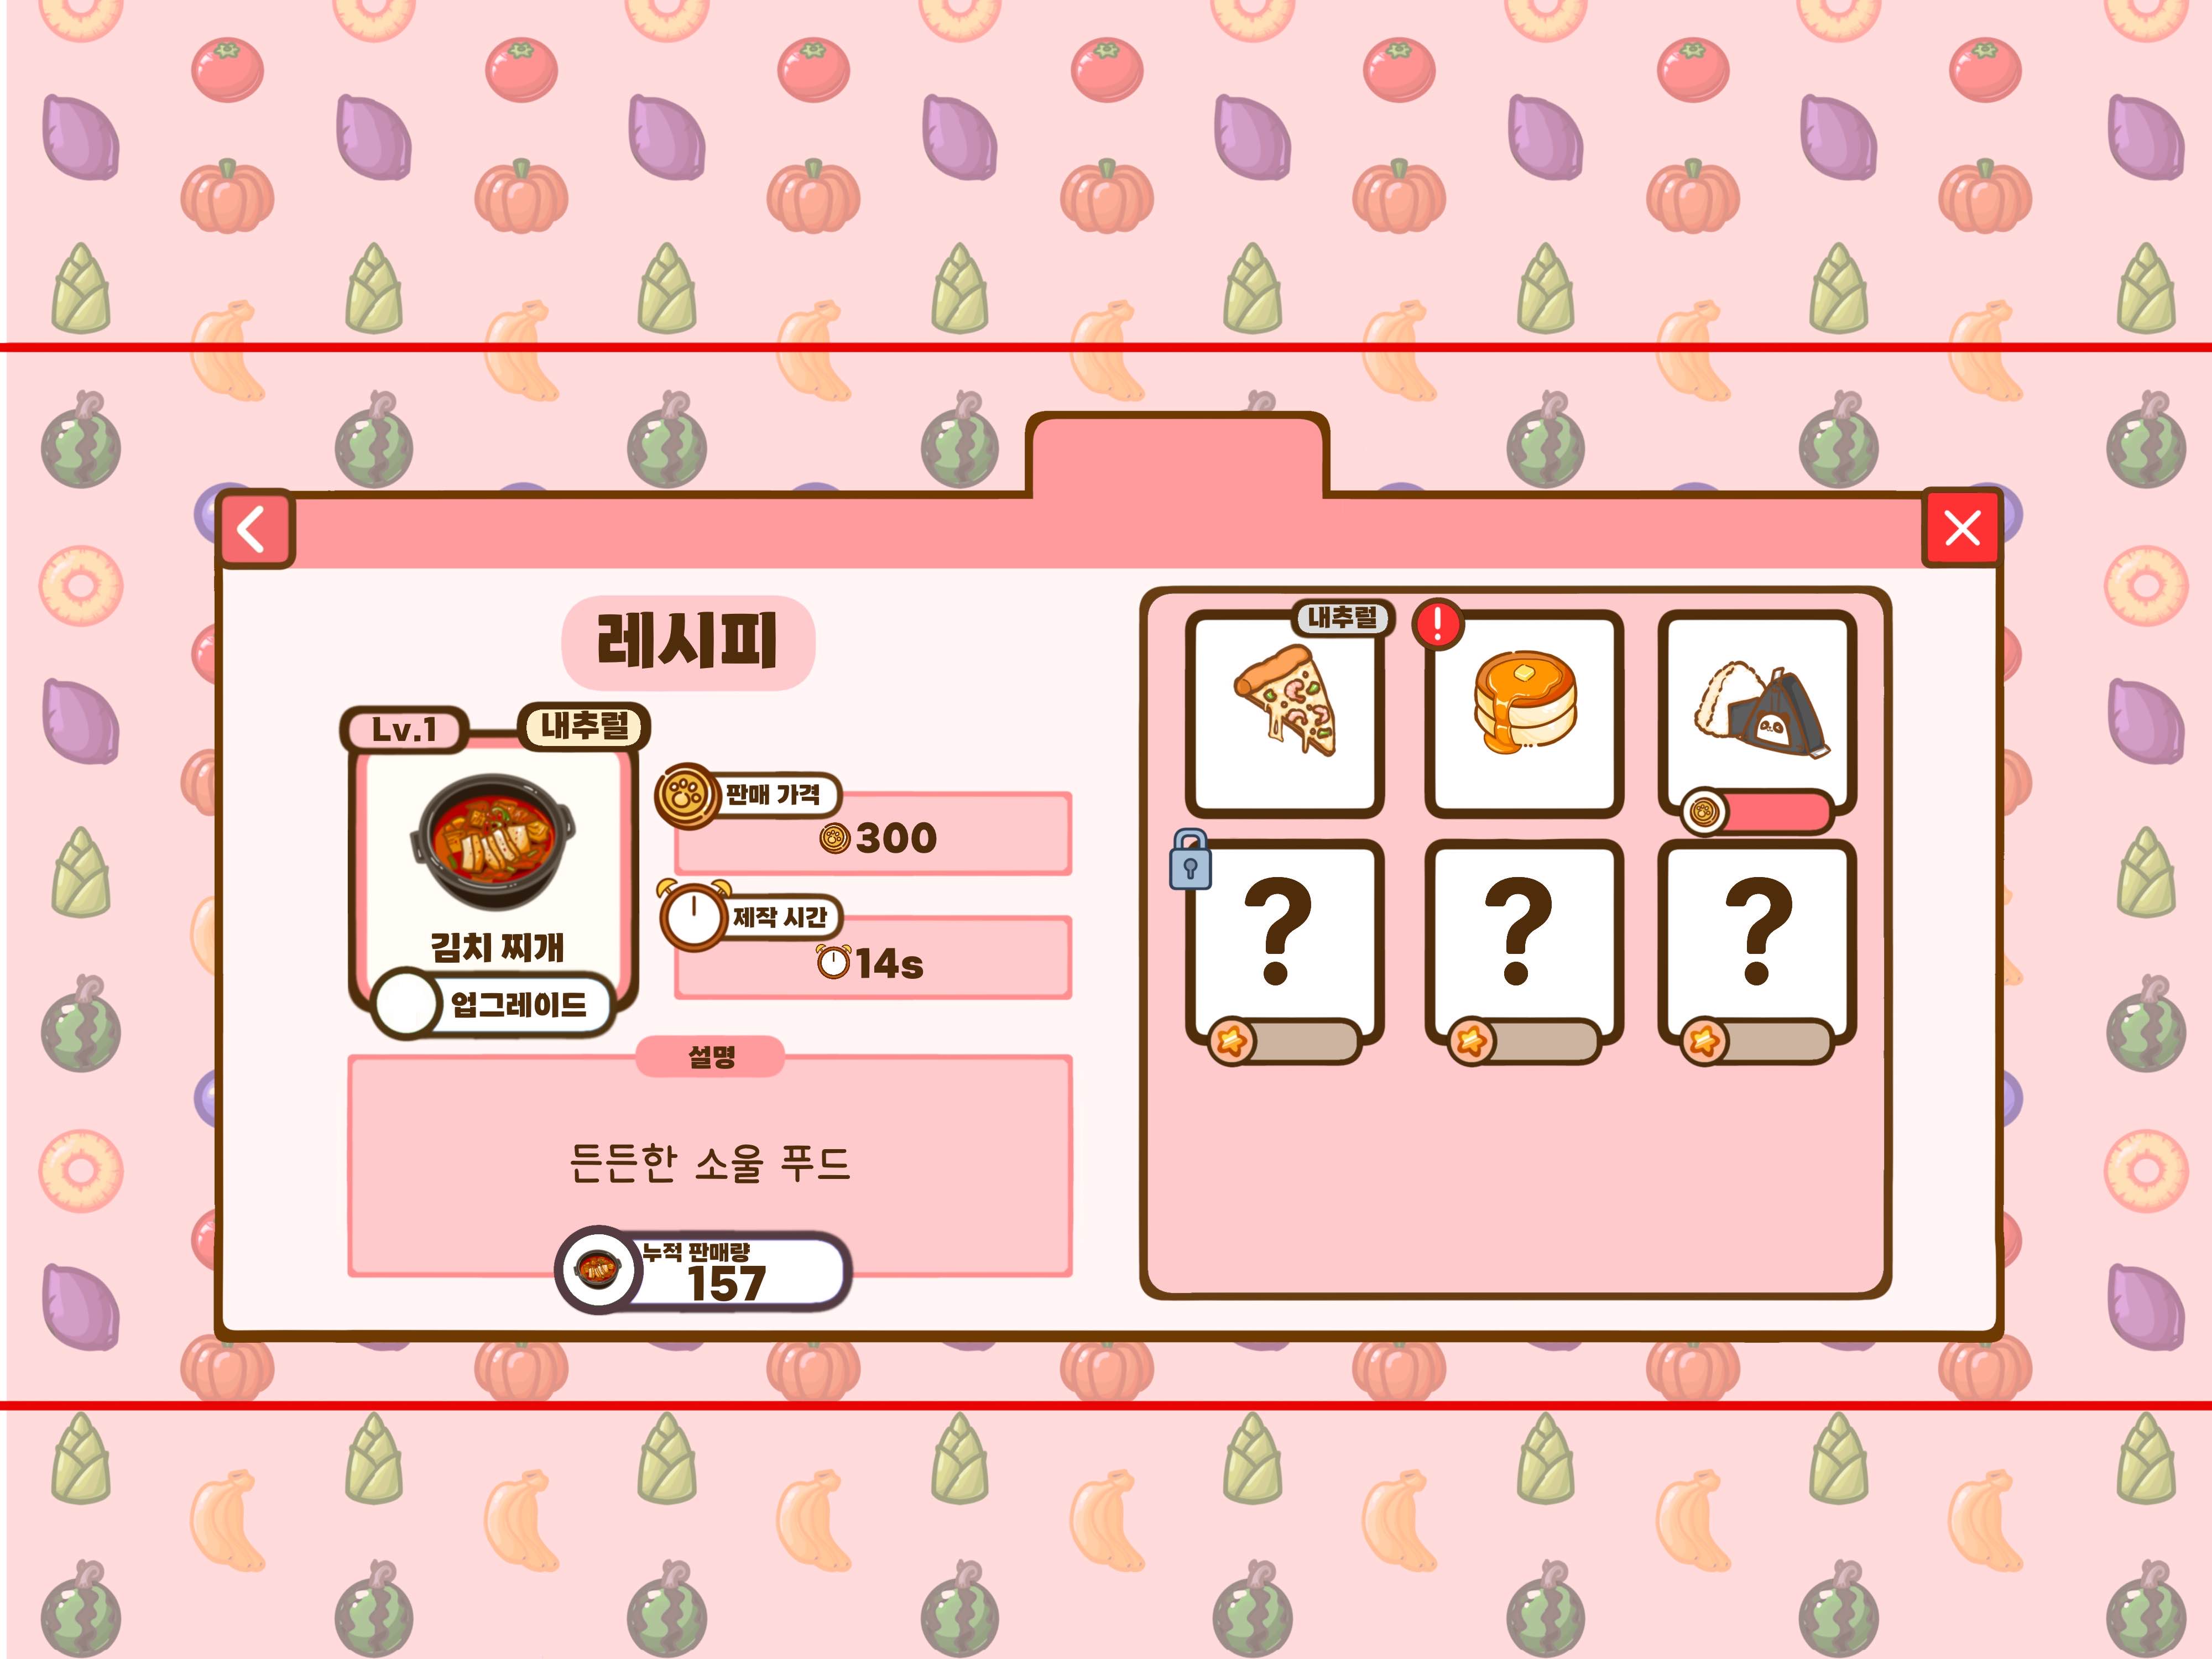 레시피
Lv.1
내추럴
김치 찌개
업그레이드
판매 가격
300
제작 시간
14s
설명
든든한 소울 푸드
누적 판매량
157
내추럴
!
?
?
?